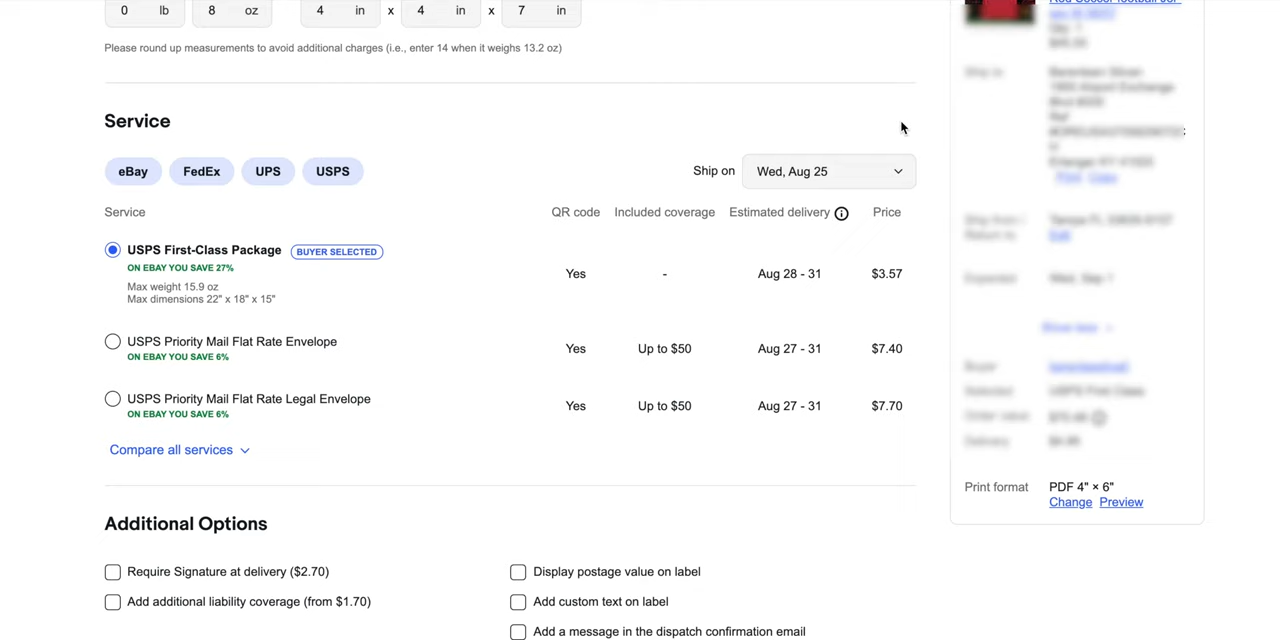 0 lb 8 oz 4 in x 4 in x 7 in
Please round up measurements to avoid additional charges (i.e., enter 14 when it weighs 13.2 oz)
Service
eBay FedEx UPS USPS Ship on Wed, Aug 25
Service QR code Included coverage Estimated delivery Price
USPS First-Class Package BUYER SELECTED
ON EBAY YOU SAVE 27%
Yes - Aug 28 - 31 $3.57
Max weight 15.9 oz
Max dimensions 22" x 18" x 15"
USPS Priority Mail Flat Rate Envelope
Yes Up to $50 Aug 27 - 31 $7.40
ON EBAY YOU SAVE 6%
USPS Priority Mail Flat Rate Legal Envelope
Yes Up to $50 Aug 27 - 31 $7.70
ON EBAY YOU SAVE 6%
Compare all services
Additional Options
Require Signature at delivery ($2.70)
Add additional liability coverage (from $1.70)
Display postage value on label
Add custom text on label
Add a message in the dispatch confirmation email
Print format PDF 4" × 6"
Change Preview